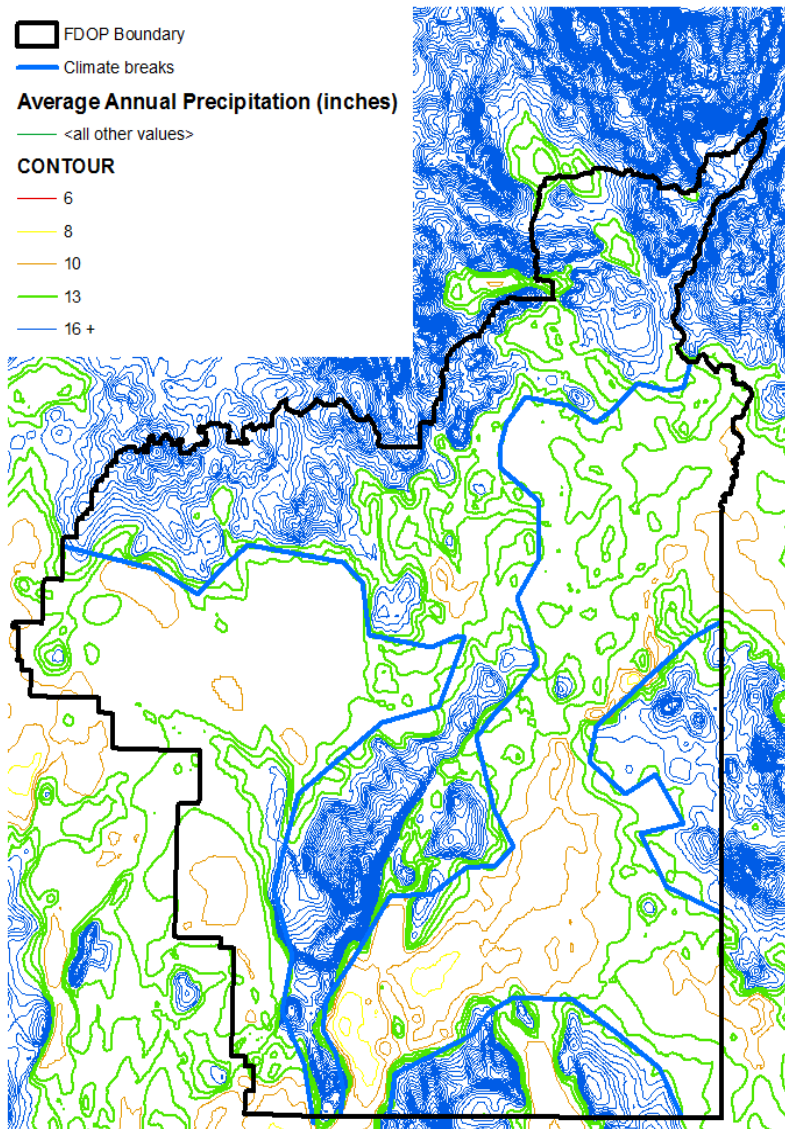 FDOP Boundary
Climate breaks
Average Annual Precipitation (inches)
<all other values>
CONTOUR
6
8
10
13
16 +